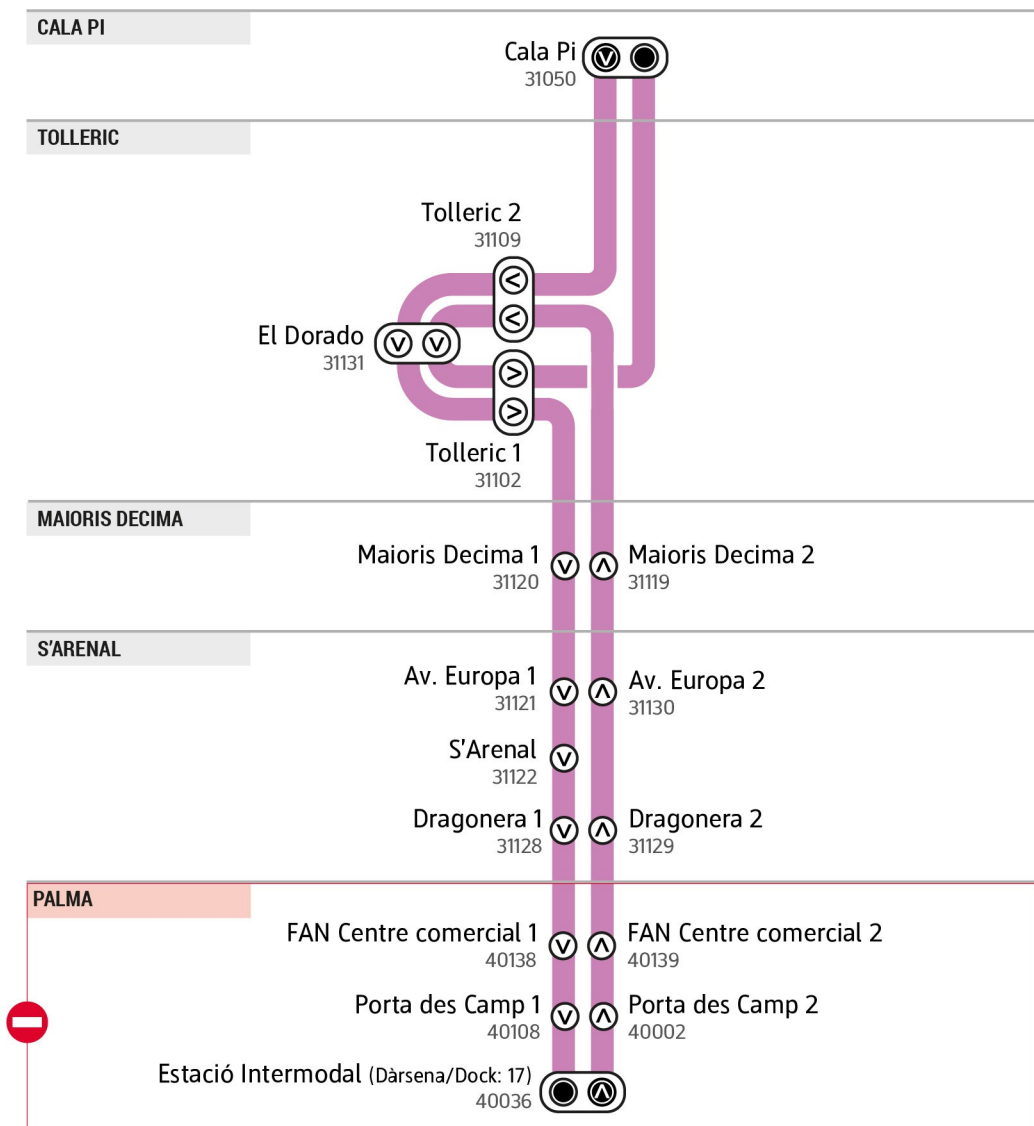 CALA PI
Cala Pi
31050
TOLLERIC
Tolleric 2
31109
El Dorado
31131
Tolleric 1
31102
MAIORIS DECIMA
Maioris Decima 1
31120
Maioris Decima 2
31119
S'ARENAL
Av. Europa 1
31121
Av. Europa 2
31130
S'Arenal
31122
Dragonera 1
31128
Dragonera 2
31129
PALMA
FAN Centre comercial 1
40138
FAN Centre comercial 2
40139
Porta des Camp 1
40108
Porta des Camp 2
40002
Estació Intermodal (Dàrsena/Dock: 17)
40036